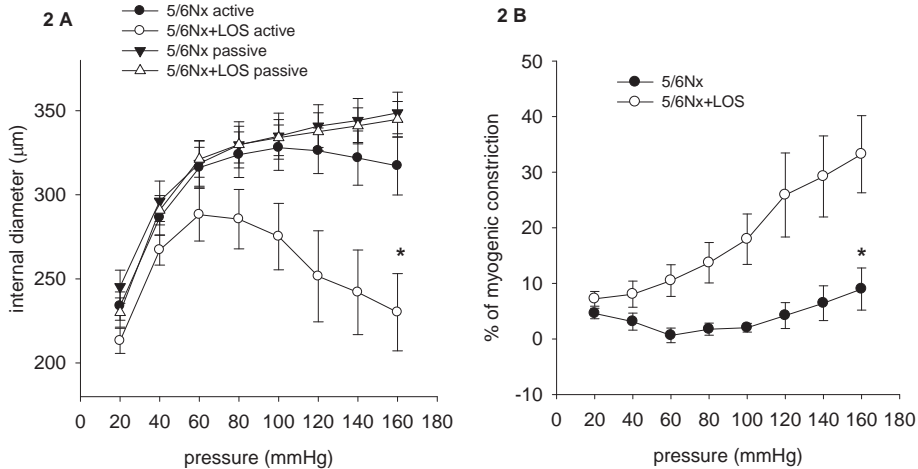 2 A
5/6Nx active
5/6Nx+LOS active
5/6Nx passive
5/6Nx+LOS passive
internal diameter (μm)
350
300
250
200
*
0 20 40 60 80 100 120 140 160 180
pressure (mmHg)
2 B
5/6Nx
5/6Nx+LOS
% of myogenic constriction
50
40
30
20
10
0
-10
*
0 20 40 60 80 100 120 140 160 180
pressure (mmHg)